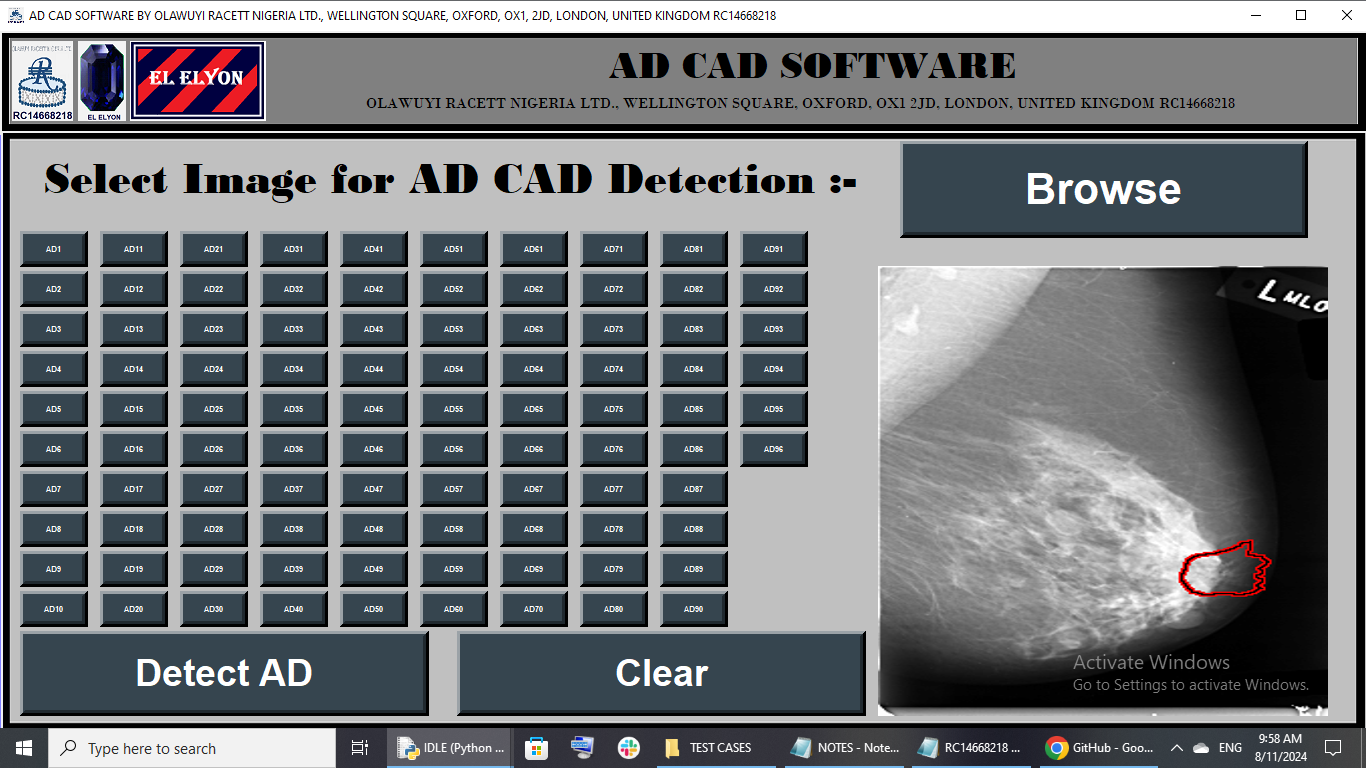 AD CAD SOFTWARE BY OLAWUYI RACETT NIGERIA LTD., WELLINGTON SQUARE, OXFORD, OX1, 2JD, LONDON, UNITED KINGDOM RC14668218
OLAWUYI RACETT NIG LTD
RC14668218
EL ELYON
EL ELYON
AD CAD SOFTWARE
OLAWUYI RACETT NIGERIA LTD., WELLINGTON SQUARE, OXFORD, OX1 2JD, LONDON, UNITED KINGDOM RC14668218
Select Image for AD CAD Detection :-
Browse
AD1 AD11 AD21 AD31 AD41 AD51 AD61 AD71 AD81 AD91
AD2 AD12 AD22 AD32 AD42 AD52 AD62 AD72 AD82 AD92
AD3 AD13 AD23 AD33 AD43 AD53 AD63 AD73 AD83 AD93
AD4 AD14 AD24 AD34 AD44 AD54 AD64 AD74 AD84 AD94
AD5 AD15 AD25 AD35 AD45 AD55 AD65 AD75 AD85 AD95
AD6 AD16 AD26 AD36 AD46 AD56 AD66 AD76 AD86 AD96
AD7 AD17 AD27 AD37 AD47 AD57 AD67 AD77 AD87
AD8 AD18 AD28 AD38 AD48 AD58 AD68 AD78 AD88
AD9 AD19 AD29 AD39 AD49 AD59 AD69 AD79 AD89
AD10 AD20 AD30 AD40 AD50 AD60 AD70 AD80 AD90
L MLO
Detect AD
Clear
Activate Windows
Go to Settings to activate Windows.
Type here to search
IDLE (Python ...
TEST CASES
NOTES - Note...
RC14668218 ...
GitHub - Goo...
ENG
9:58 AM
8/11/2024